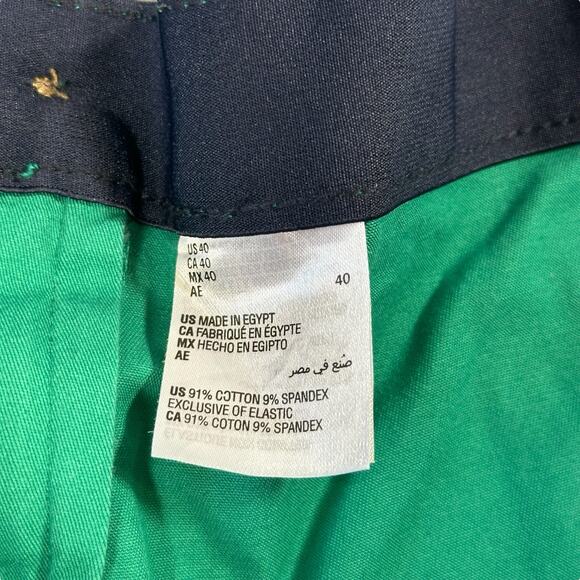 US 40
CA 40
MX 40
AE 40
US MADE IN EGYPT
CA FABRIQUÉ EN ÉGYPTE
MX HECHO EN EGIPTO
AE
صُنع في مصر
US 91% COTTON 9% SPANDEX
EXCLUSIVE OF ELASTIC
CA 91% COTON 9% SPANDEX